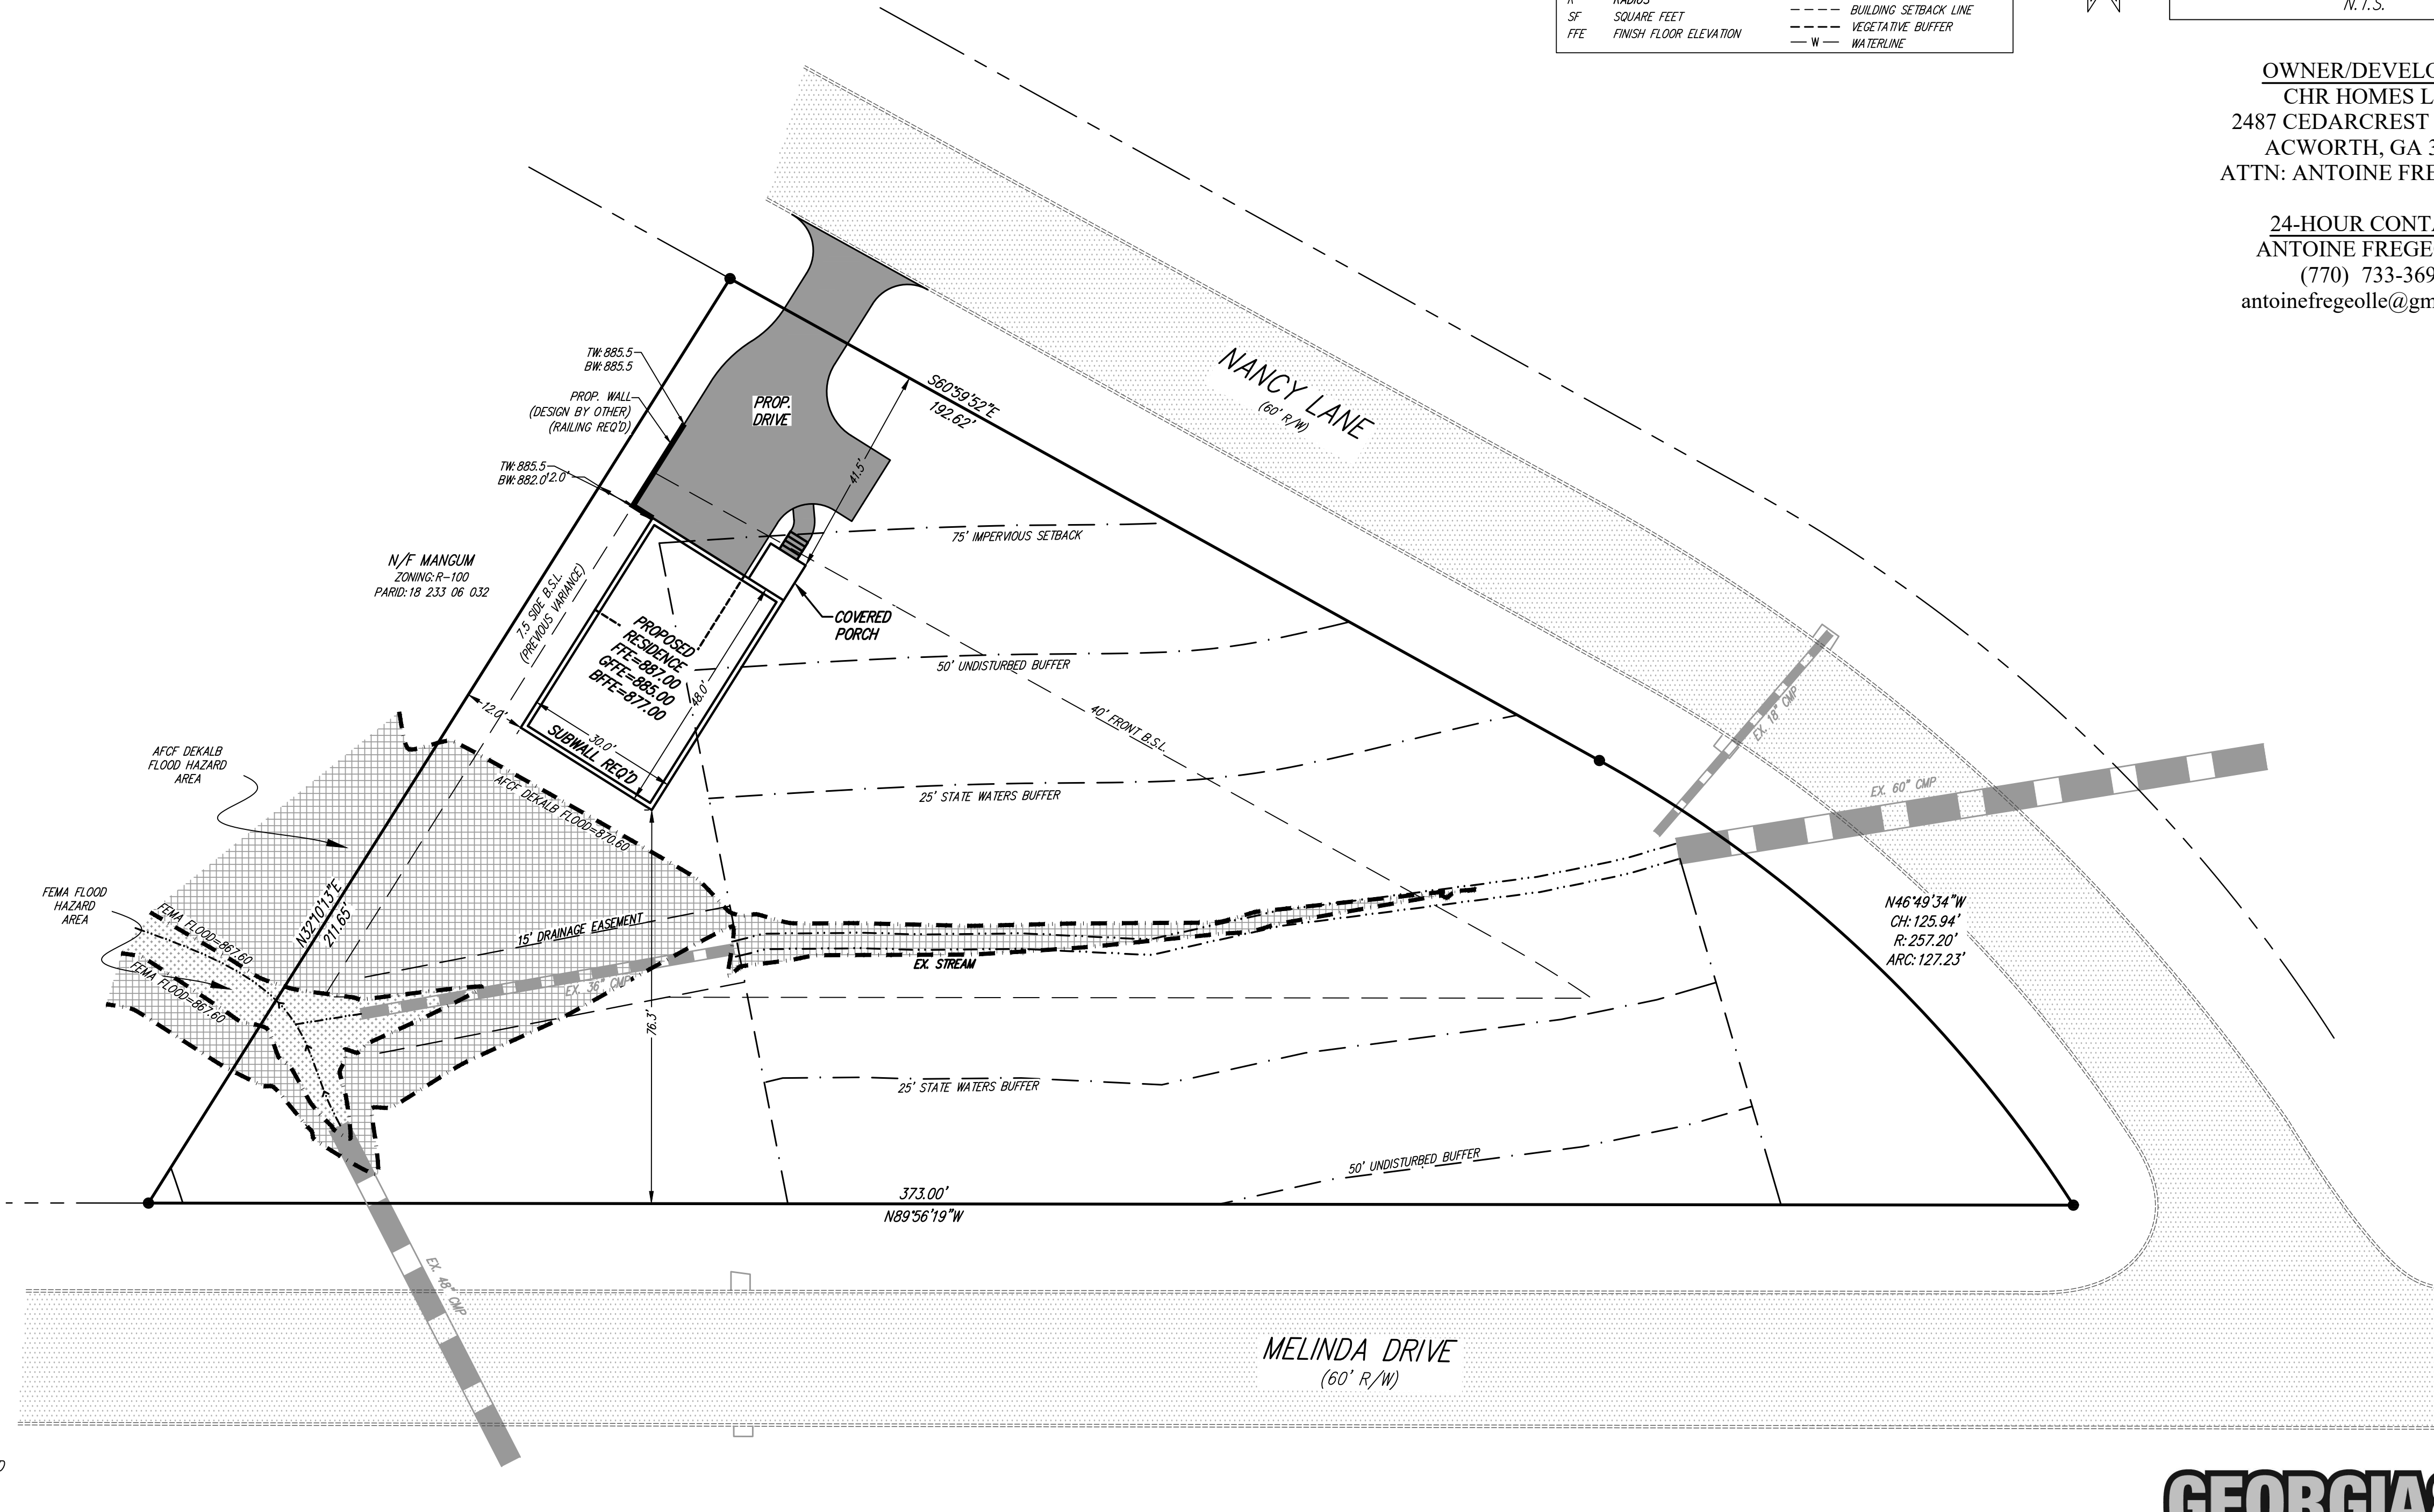 R RADIUS
SF SQUARE FEET
FFE FINISH FLOOR ELEVATION
BUILDING SETBACK LINE
VEGETATIVE BUFFER
W WATERLINE
N.T.S.
OWNER/DEVELO
CHR HOMES L
2487 CEDARCREST
ACWORTH, GA 3
ATTN: ANTOINE FRE
24-HOUR CONTA
ANTOINE FREGE
(770) 733-369
antoinefregeolle@gm
NANCY LANE
(60' R/W)
S60°59'52"E
192.62'
TW:885.5
BW:885.5
PROP. WALL
(DESIGN BY OTHER)
(RAILING REQ'D)
PROP.
DRIVE
41.5'
TW:885.5
BW:882.0
12.0'
75' IMPERVIOUS SETBACK
N/F MANGUM
ZONING:R-100
PARID:18 233 06 032
7.5 SIDE B.S.L.
(PREVIOUS VARIANCE)
COVERED
PORCH
PROPOSED
RESIDENCE
FFE=887.00
GFFE=885.00
BFFE=877.00
48.0'
30.0'
SUBWALL REQ'D
12.0'
50' UNDISTURBED BUFFER
40' FRONT B.S.L.
EX. 18" CMP
EX. 60" CMP
25' STATE WATERS BUFFER
AFCF DEKALB
FLOOD HAZARD
AREA
AFCF DEKALB FLOOD=870.60
FEMA FLOOD
HAZARD
AREA
FEMA FLOOD=867.60
FEMA FLOOD=867.60
N32°10'13"E
211.65'
15' DRAINAGE EASEMENT
EX. 36" CMP
EX. STREAM
76.3'
N46°49'34"W
CH:125.94'
R:257.20'
ARC:127.23'
25' STATE WATERS BUFFER
50' UNDISTURBED BUFFER
373.00'
N89°56'19"W
EX. 48" CMP
MELINDA DRIVE
(60' R/W)
GEORGIA